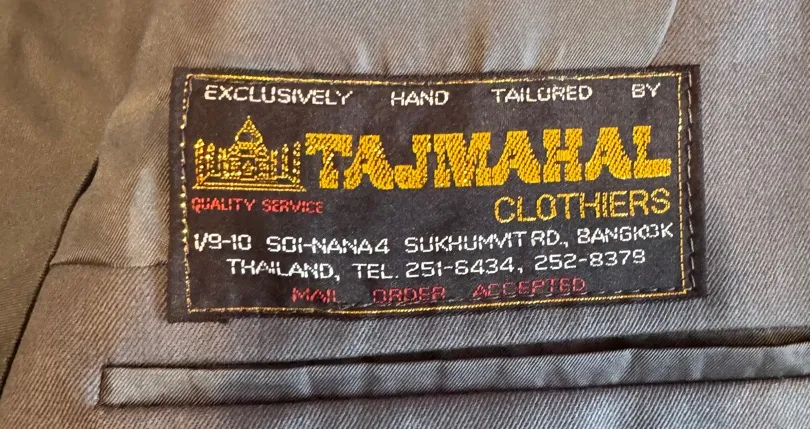 EXCLUSIVELY HAND TAILORED BY
TAJMAHAL
QUALITY SERVICE
CLOTHIERS
1/9-10 SOI-NANA4 SUKHUMVIT RD., BANGKOK
THAILAND, TEL. 251-6434, 252-8379
MAIL ORDER ACCEPTED